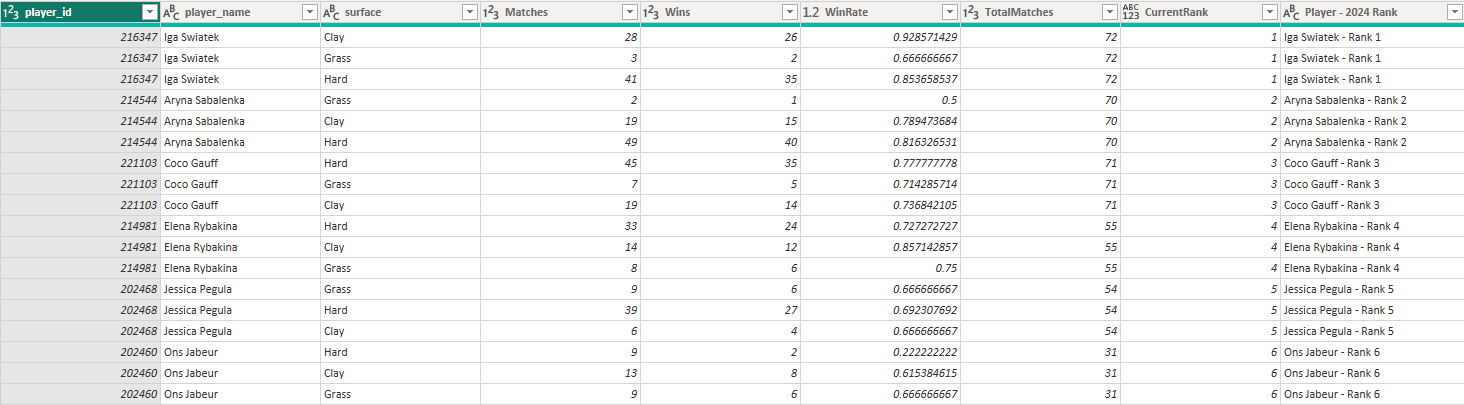 1²3 player_id ABC player_name ABC surface 1²3 Matches 1²3 Wins 1.2 WinRate 1²3 TotalMatches ABC 123 CurrentRank ABC Player - 2024 Rank
216347 Iga Swiatek Clay 28 26 0.928571429 72 1 Iga Swiatek - Rank 1
216347 Iga Swiatek Grass 3 2 0.666666667 72 1 Iga Swiatek - Rank 1
216347 Iga Swiatek Hard 41 35 0.853658537 72 1 Iga Swiatek - Rank 1
214544 Aryna Sabalenka Grass 2 1 0.5 70 2 Aryna Sabalenka - Rank 2
214544 Aryna Sabalenka Clay 19 15 0.789473684 70 2 Aryna Sabalenka - Rank 2
214544 Aryna Sabalenka Hard 49 40 0.816326531 70 2 Aryna Sabalenka - Rank 2
221103 Coco Gauff Hard 45 35 0.777777778 71 3 Coco Gauff - Rank 3
221103 Coco Gauff Grass 7 5 0.714285714 71 3 Coco Gauff - Rank 3
221103 Coco Gauff Clay 19 14 0.736842105 71 3 Coco Gauff - Rank 3
214981 Elena Rybakina Hard 33 24 0.727272727 55 4 Elena Rybakina - Rank 4
214981 Elena Rybakina Clay 14 12 0.857142857 55 4 Elena Rybakina - Rank 4
214981 Elena Rybakina Grass 8 6 0.75 55 4 Elena Rybakina - Rank 4
202468 Jessica Pegula Grass 9 6 0.666666667 54 5 Jessica Pegula - Rank 5
202468 Jessica Pegula Hard 39 27 0.692307692 54 5 Jessica Pegula - Rank 5
202468 Jessica Pegula Clay 6 4 0.666666667 54 5 Jessica Pegula - Rank 5
202460 Ons Jabeur Hard 9 2 0.222222222 31 6 Ons Jabeur - Rank 6
202460 Ons Jabeur Clay 13 8 0.615384615 31 6 Ons Jabeur - Rank 6
202460 Ons Jabeur Grass 9 6 0.666666667 31 6 Ons Jabeur - Rank 6